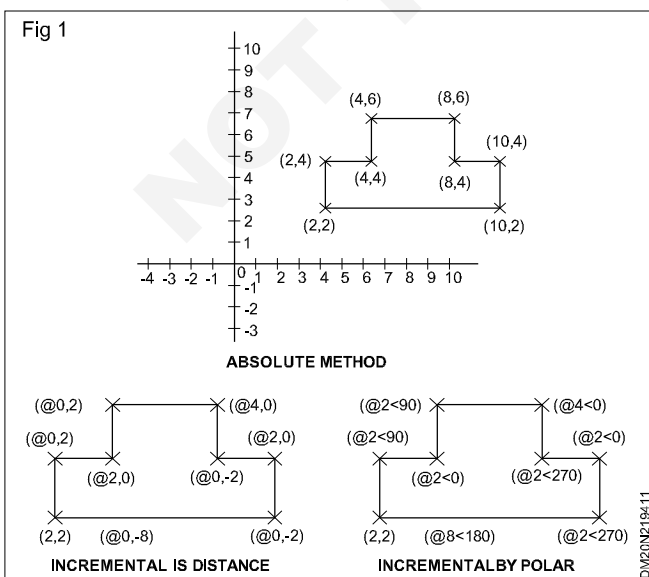 Fig 1
10
9
8
7
6
5
4
3
2
1
0
-1
-2
-3
-4 -3 -2 -1 1 2 3 4 5 6 7 8 9 10
(4,6) (8,6)
(10,4)
(2,4) (4,4) (8,4)
(2,2) (10,2)
ABSOLUTE METHOD
(@0,2) (@4,0)
(@0,2) (@2,0)
(@2,0) (@0,-2)
(2,2) (@0,-8) (@0,-2)
INCREMENTAL IS DISTANCE
(@2<90) (@4<0)
(@2<90) (@2<0)
(@2<0) (@2<270)
(2,2) (@8<180) (@2<270)
INCREMENTALBY POLAR
DM20N219411
NOT